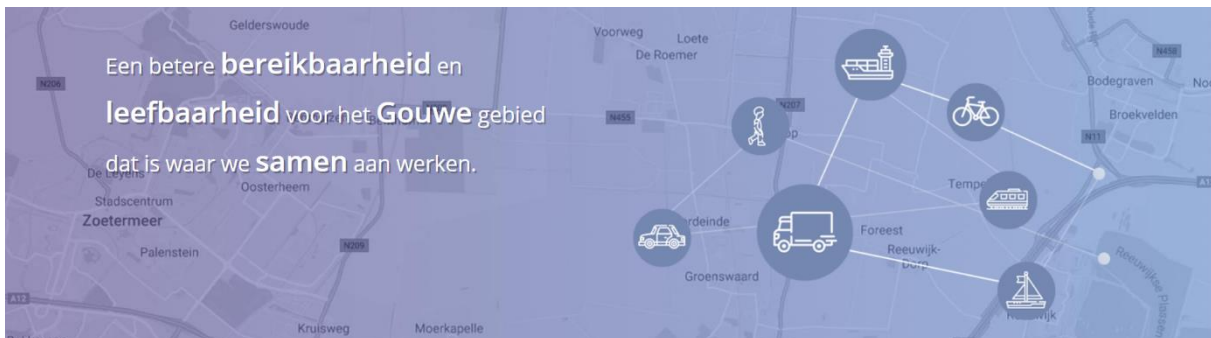 Gelderswoude
Voorweg
Loete
De Roemer
N458
Een betere bereikbaarheid en
N206
Bodegraven
leefbaarheid voor het Gouwe gebied
N207
N455
Broekvelden
N11
dat is waar we samen aan werken.
De Leyens
Oosterheem
Stadscentrum
Zoetermeer
Foreest
N209
Palenstein
Reeuwijk-
Dorp
Groenswaard
Reeuwijkse Plassen
A12
Kruisweg
Moerkapelle